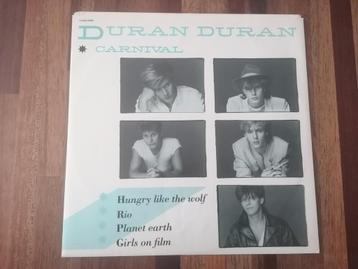 DURAN DURAN
CARNIVAL
Hungry like the wolf
Rio
Planet earth
Girls on film